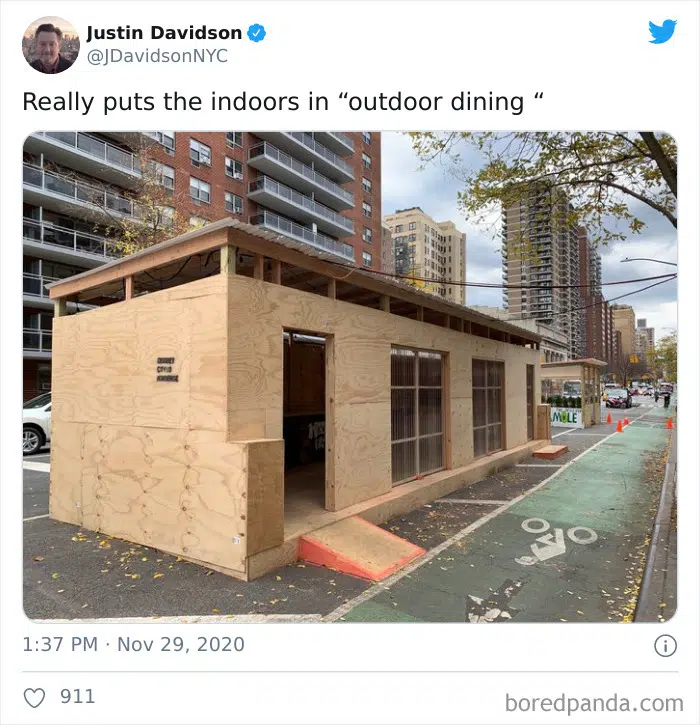 Justin Davidson
@JDavidsonNYC
Really puts the indoors in “outdoor dining “
MOLE
1:37 PM · Nov 29, 2020
911
boredpanda.com